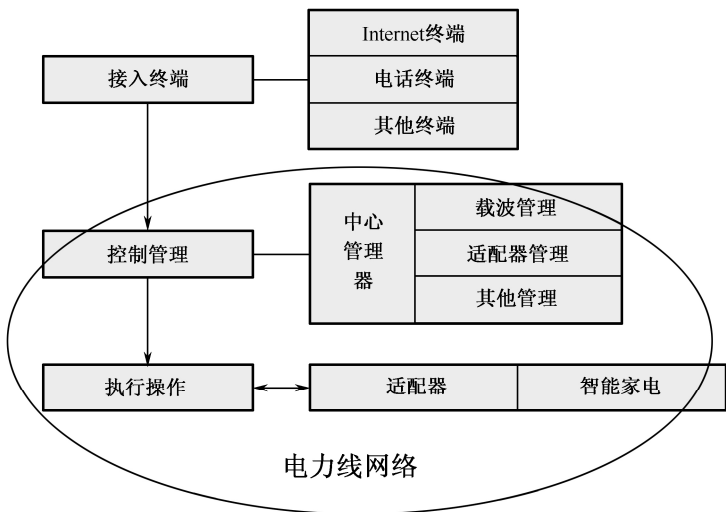 Internet终端
接入终端
电话终端
其他终端
中心
管理
器
载波管理
控制管理
适配器管理
其他管理
执行操作
适配器
智能家电
电力线网络